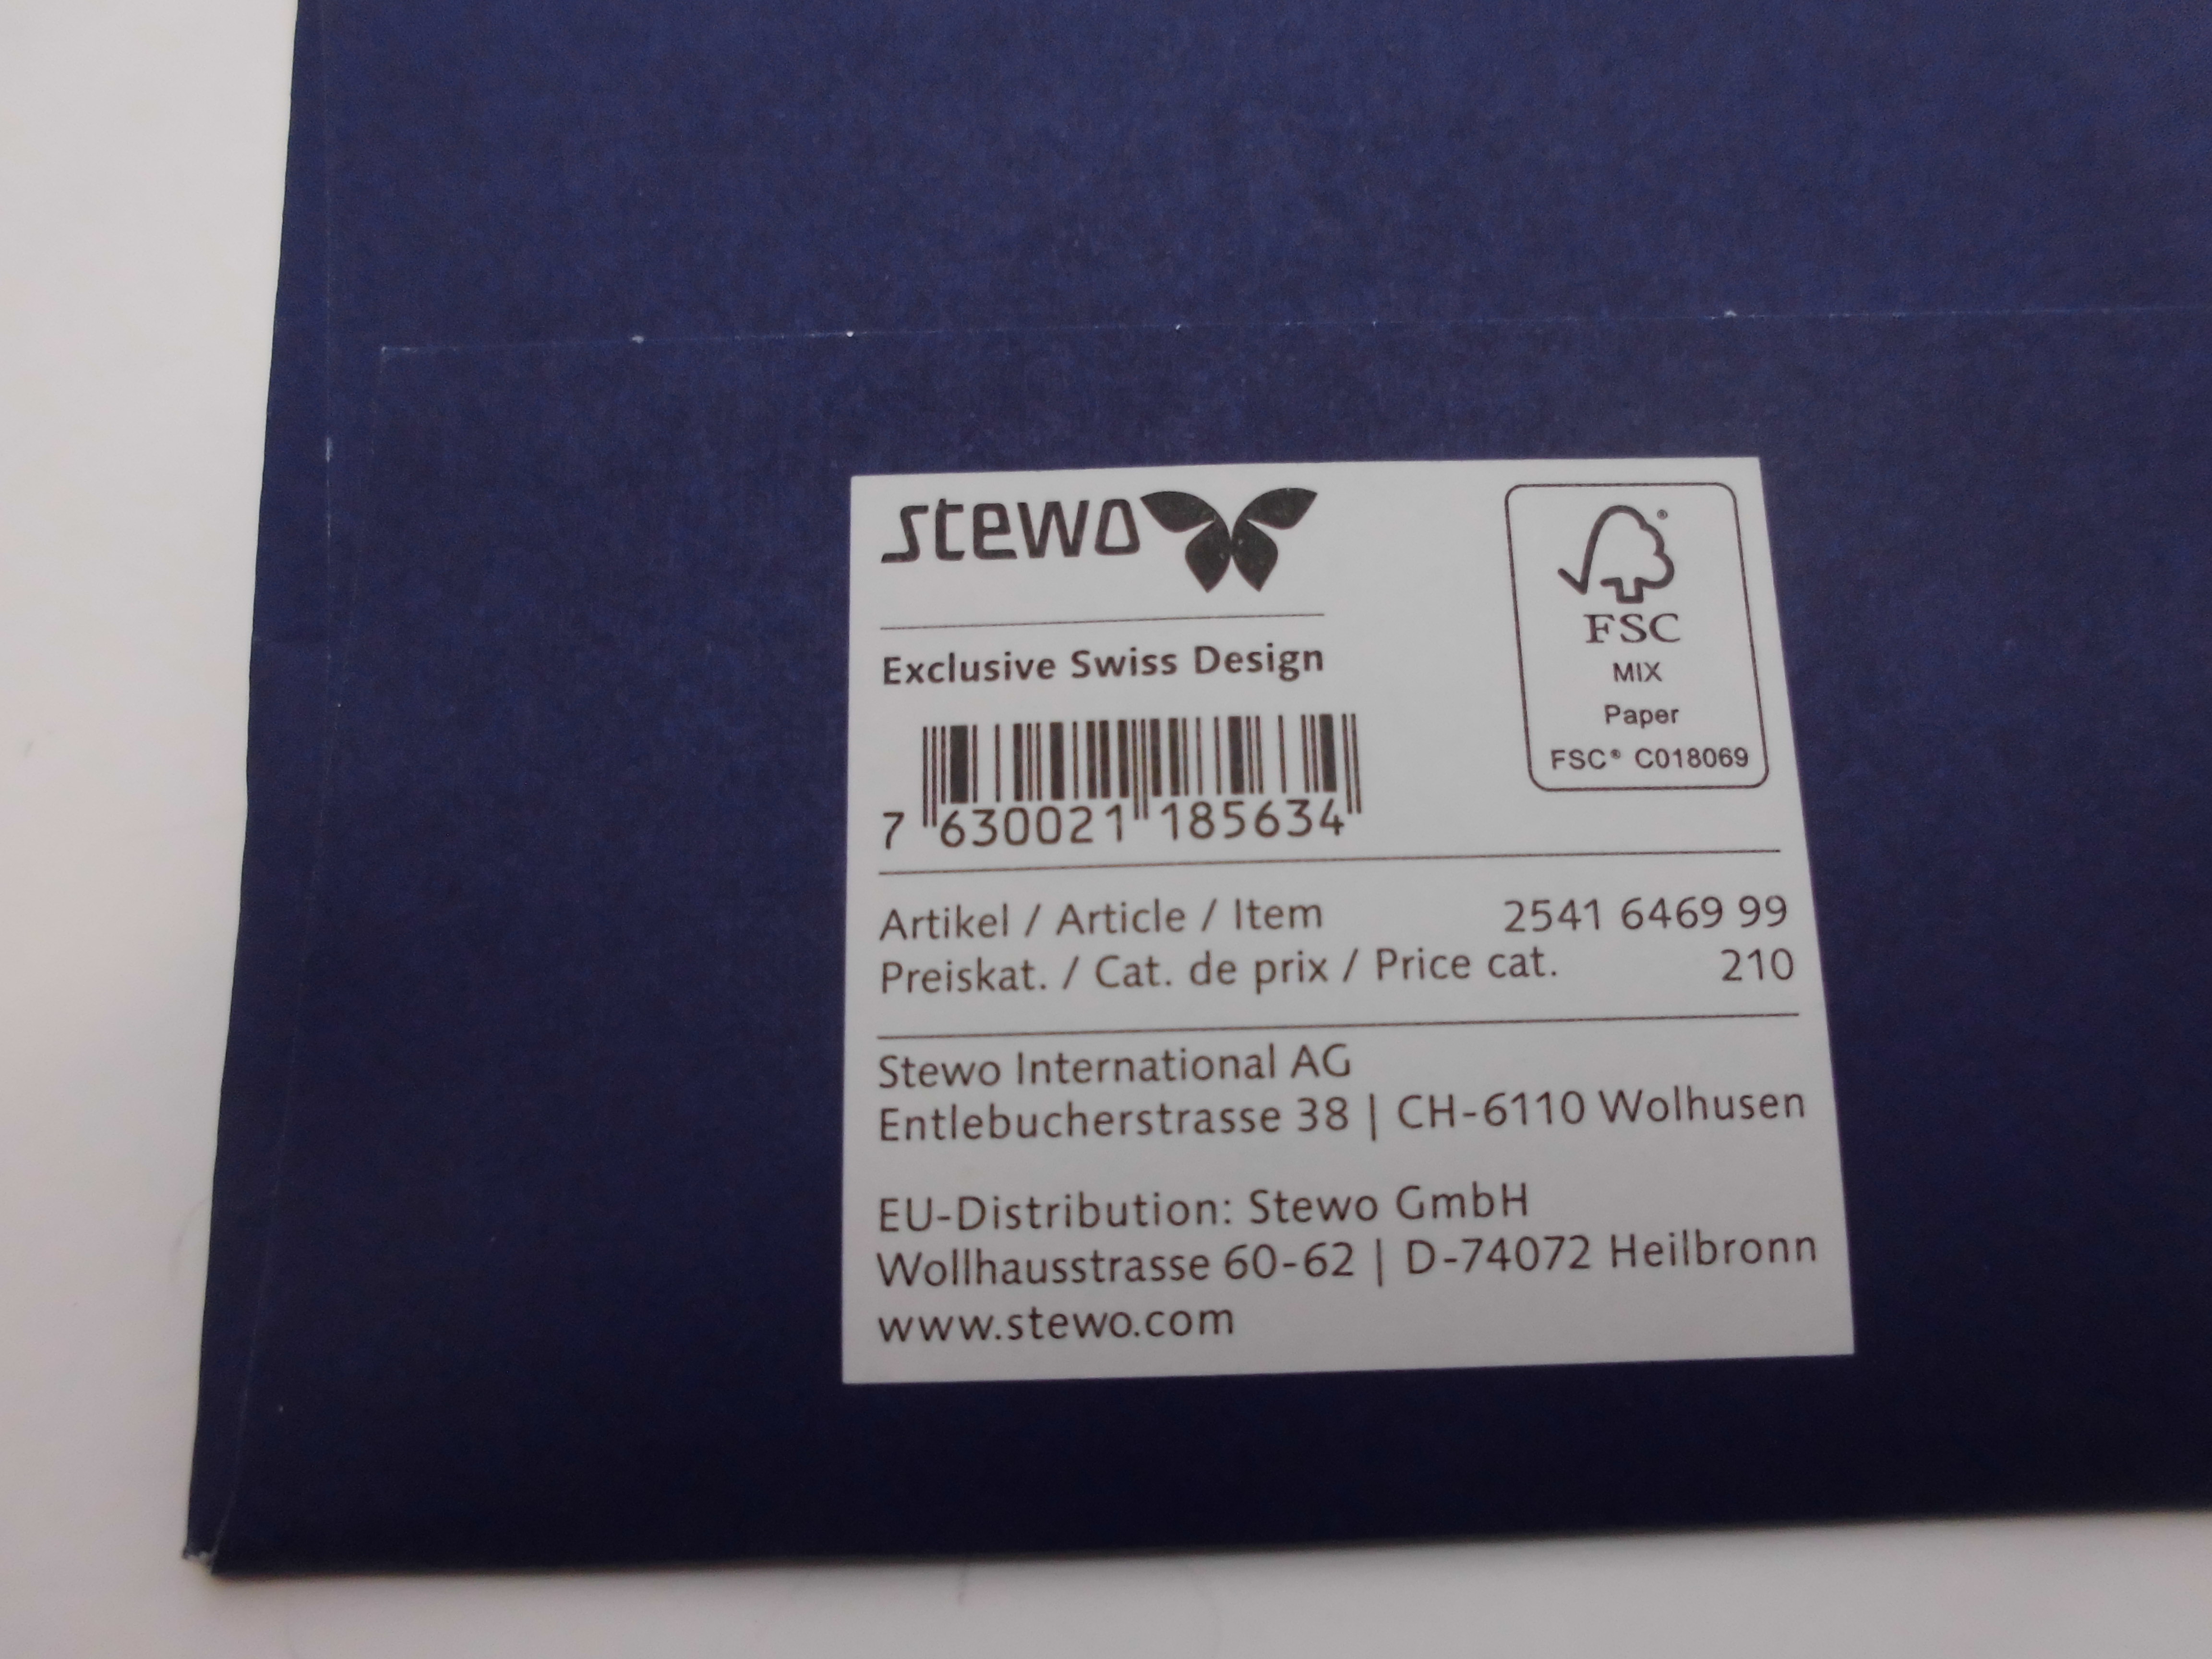 stewo
Exclusive Swiss Design
7 630021 185634
FSC
MIX
Paper
FSC® C018069
Artikel / Article / Item 2541 6469 99
Preiskat. / Cat. de prix / Price cat. 210
Stewo International AG
Entlebucherstrasse 38 | CH-6110 Wolhusen
EU-Distribution: Stewo GmbH
Wollhausstrasse 60-62 | D-74072 Heilbronn
www.stewo.com